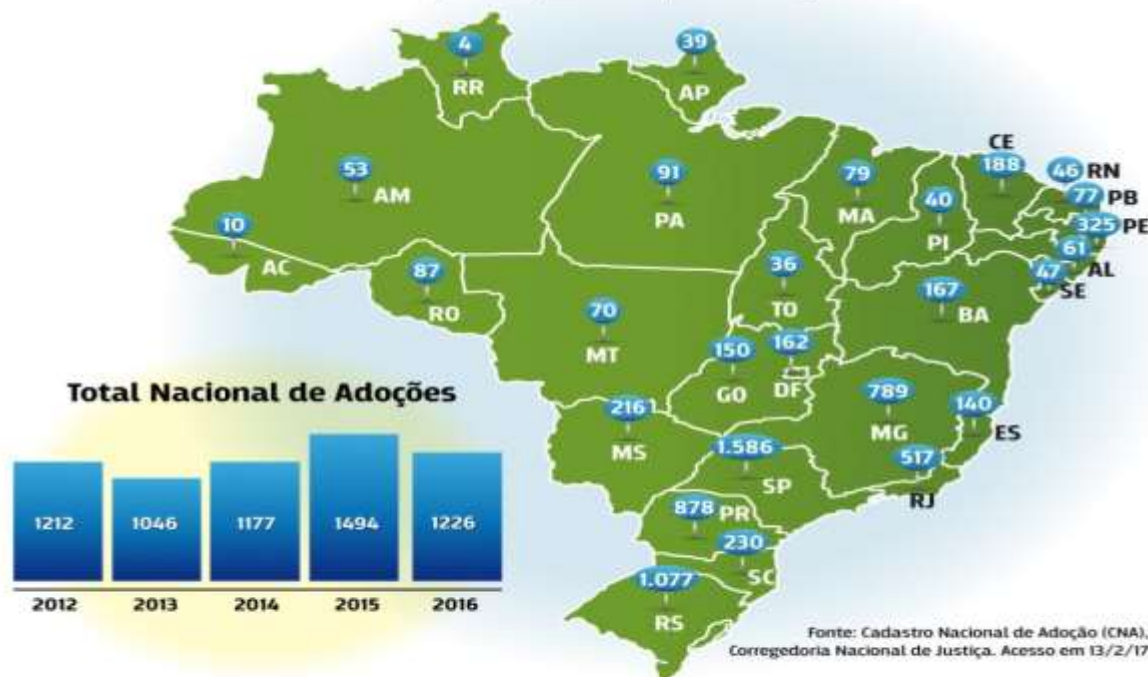 4
RR
39
AP
53
AM
91
PA
79
MA
40
PI
CE
188
46 RN
77 PB
325 PE
61
AL
47
SE
10
AC
87
RO
36
TO
167
BA
70
MT
150
GO
162
DF
789
MG
140
ES
216
MS
1.586
SP
517
RJ
878 PR
230
SC
1.077
RS
Total Nacional de Adoções
1212
1046
1177
1494
1226
2012
2013
2014
2015
2016
Fonte: Cadastro Nacional de Adoção (CNA),
Corregedoria Nacional de Justiça. Acesso em 13/2/17